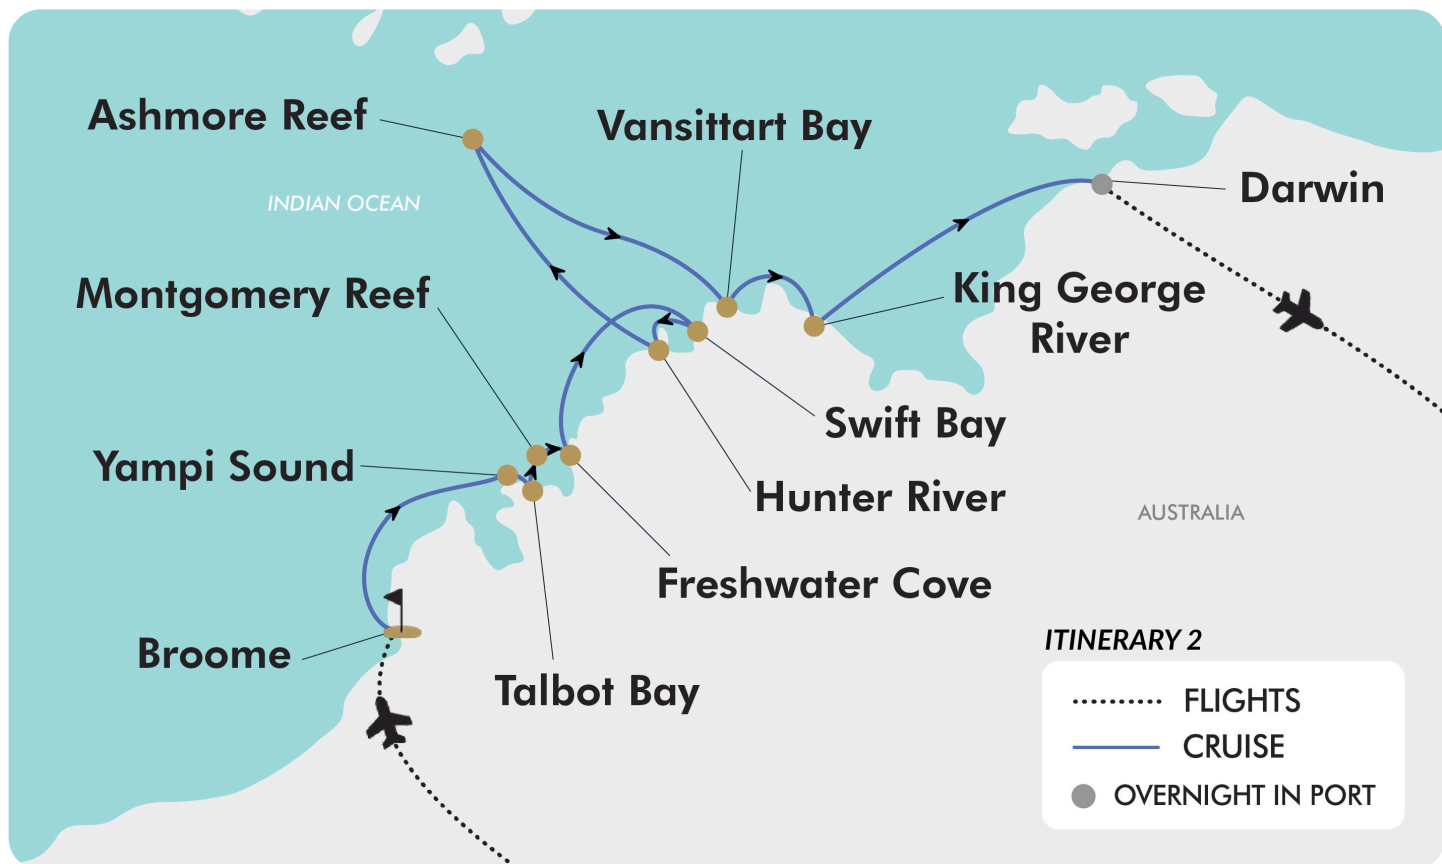 Ashmore Reef
Vansittart Bay
Darwin
INDIAN OCEAN
Montgomery Reef
King George
River
Swift Bay
Yampi Sound
Hunter River
AUSTRALIA
Freshwater Cove
Broome
Talbot Bay
ITINERARY 2
FLIGHTS
CRUISE
OVERNIGHT IN PORT